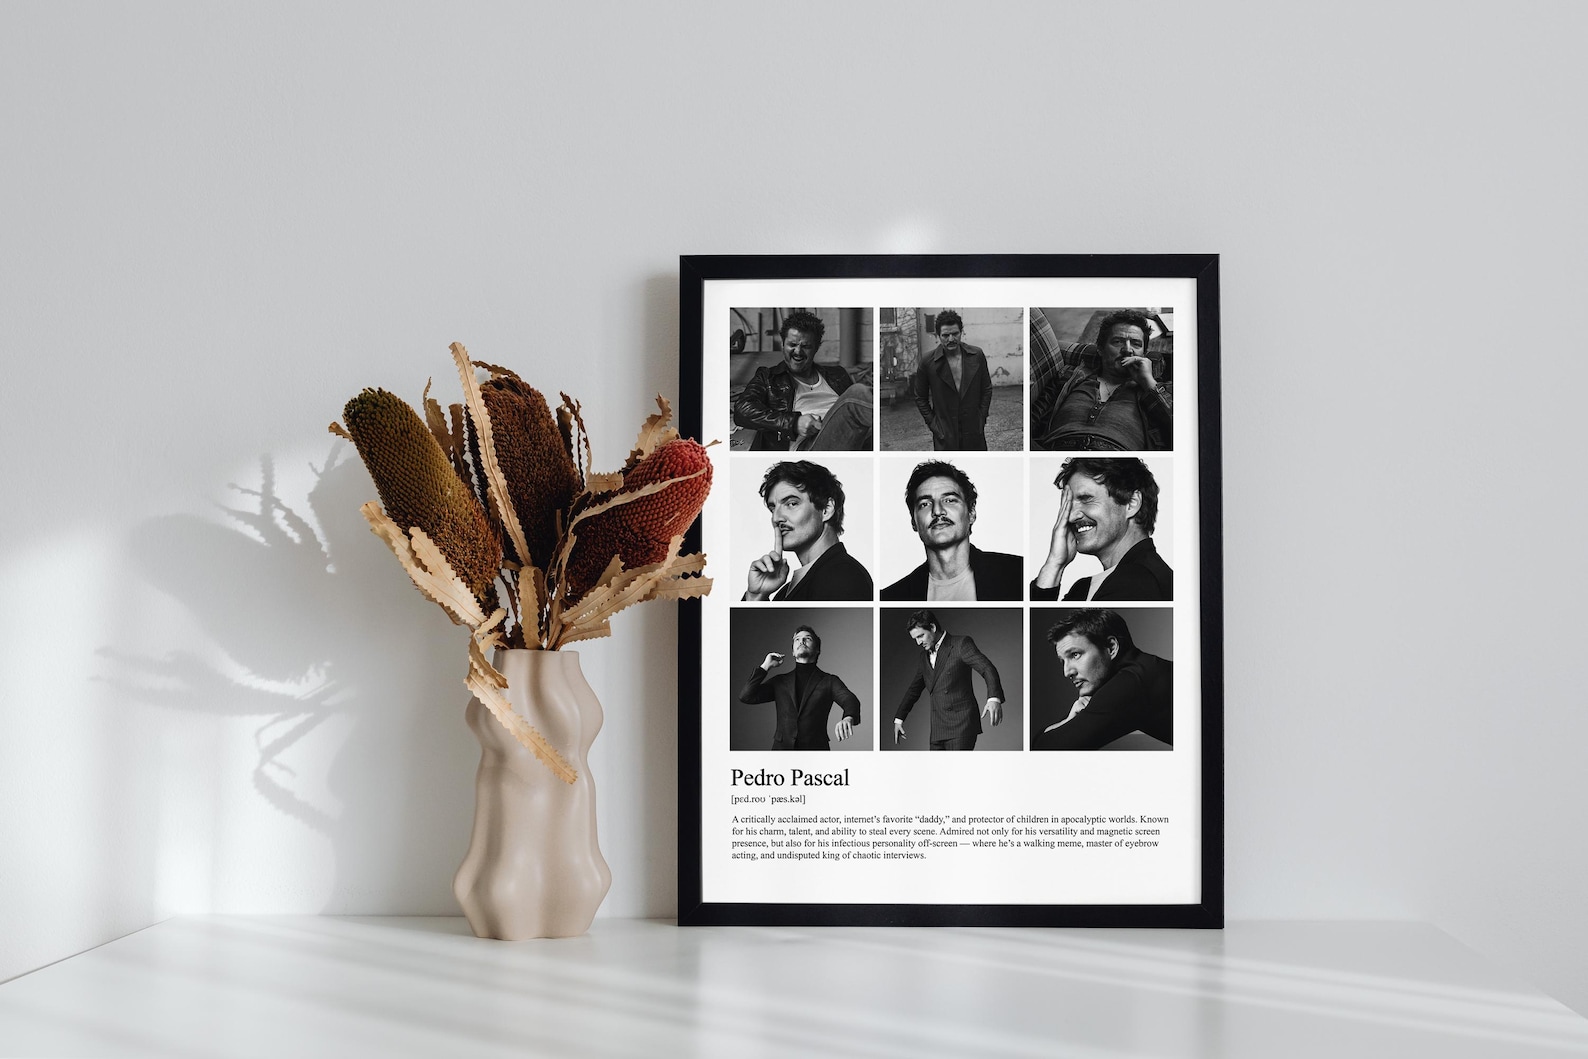 Pedro Pascal
[pɛd.roʊ ˈpæs.kəl]
A critically acclaimed actor, internet’s favorite “daddy,” and protector of children in apocalyptic worlds. Known
for his charm, talent, and ability to steal every scene. Admired not only for his versatility and magnetic screen
presence, but also for his infectious personality off-screen — where he’s a walking meme, master of eyebrow
acting, and undisputed king of chaotic interviews.